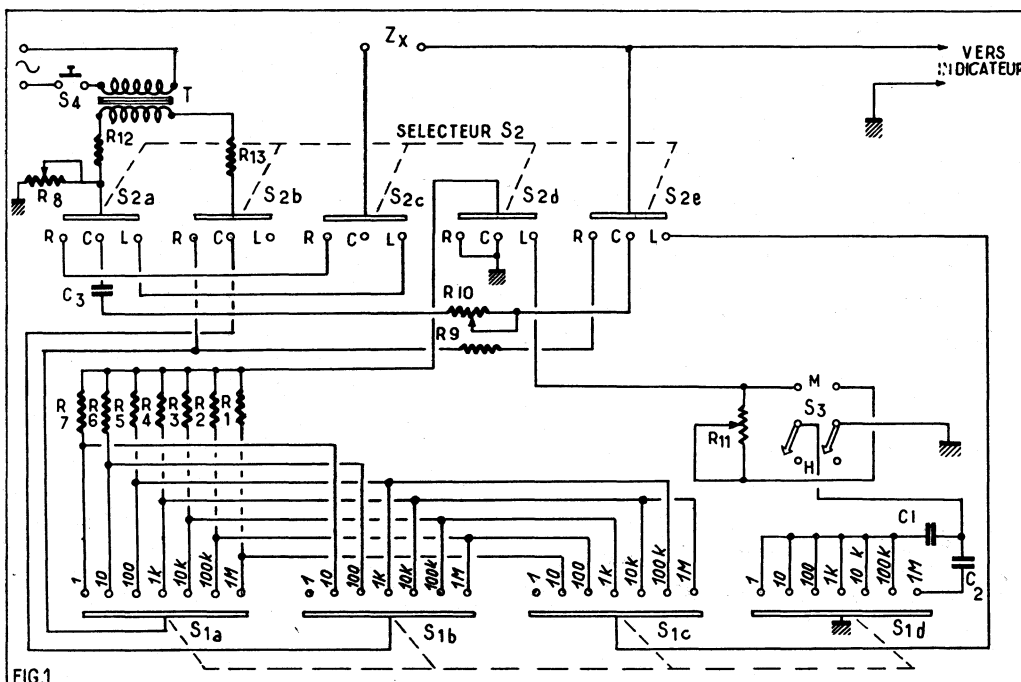 Zx
VERS
INDICATEUR
S4
T
R12
SELECTEUR S2
R13
R8
S2a
S2b
S2c
S2d
S2e
R C L
R C L
R C L
R C L
R C L
C3
R10
R9
R7 R6 R5 R4 R3 R2 R1
M
S3
R11
H
C1
C2
1 10 100 1K 10K 100K 1M
1 10 100 1K 10K 100k 1M
1 10 100 1K 10K 100K 1M
1 10 100 1K 10K 100K 1M
S1a
S1b
S1c
S1d
FIG.1